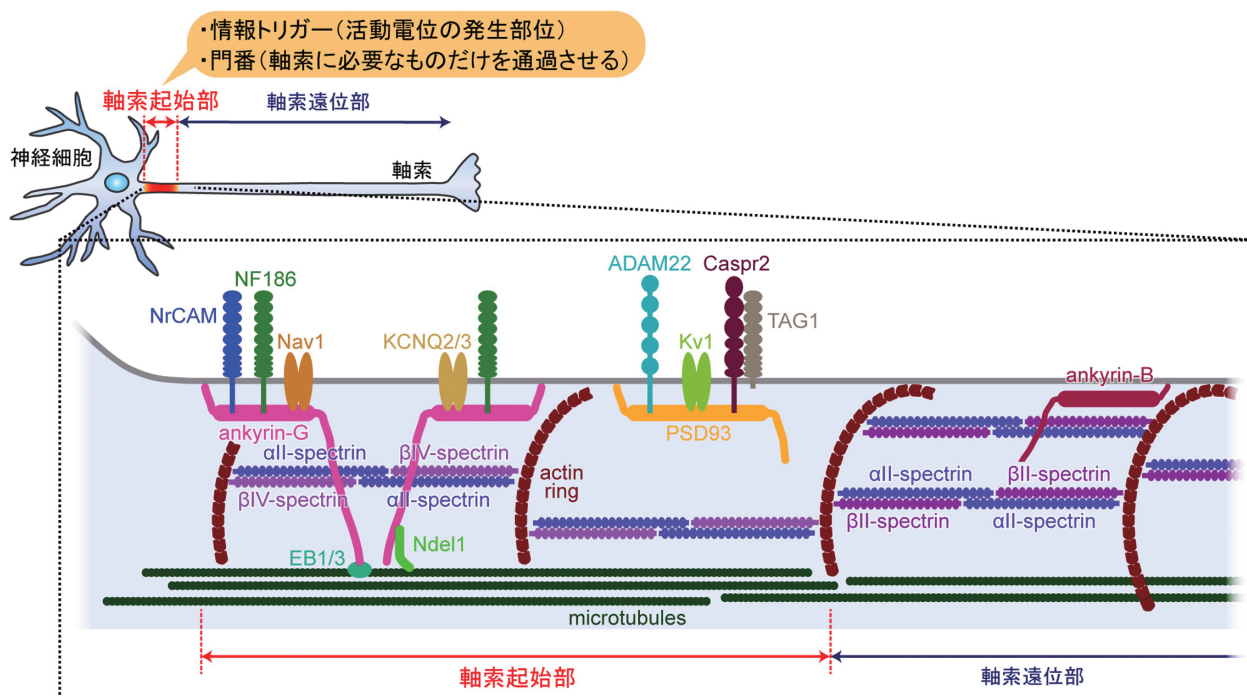 ・情報トリガー（活動電位の発生部位）
・門番（軸索に必要なものだけを通過させる）
軸索起始部
軸索遠位部
神経細胞
軸索
ADAM22
Caspr2
NF186
NrCAM
TAG1
Nav1
KCNQ2/3
Kv1
ankyrin-B
ankyrin-G
PSD93
αII-spectrin
βIV-spectrin
actin
ring
αII-spectrin
βII-spectrin
βIV-spectrin
αII-spectrin
βII-spectrin
αII-spectrin
EB1/3
Ndel1
microtubules
軸索起始部
軸索遠位部